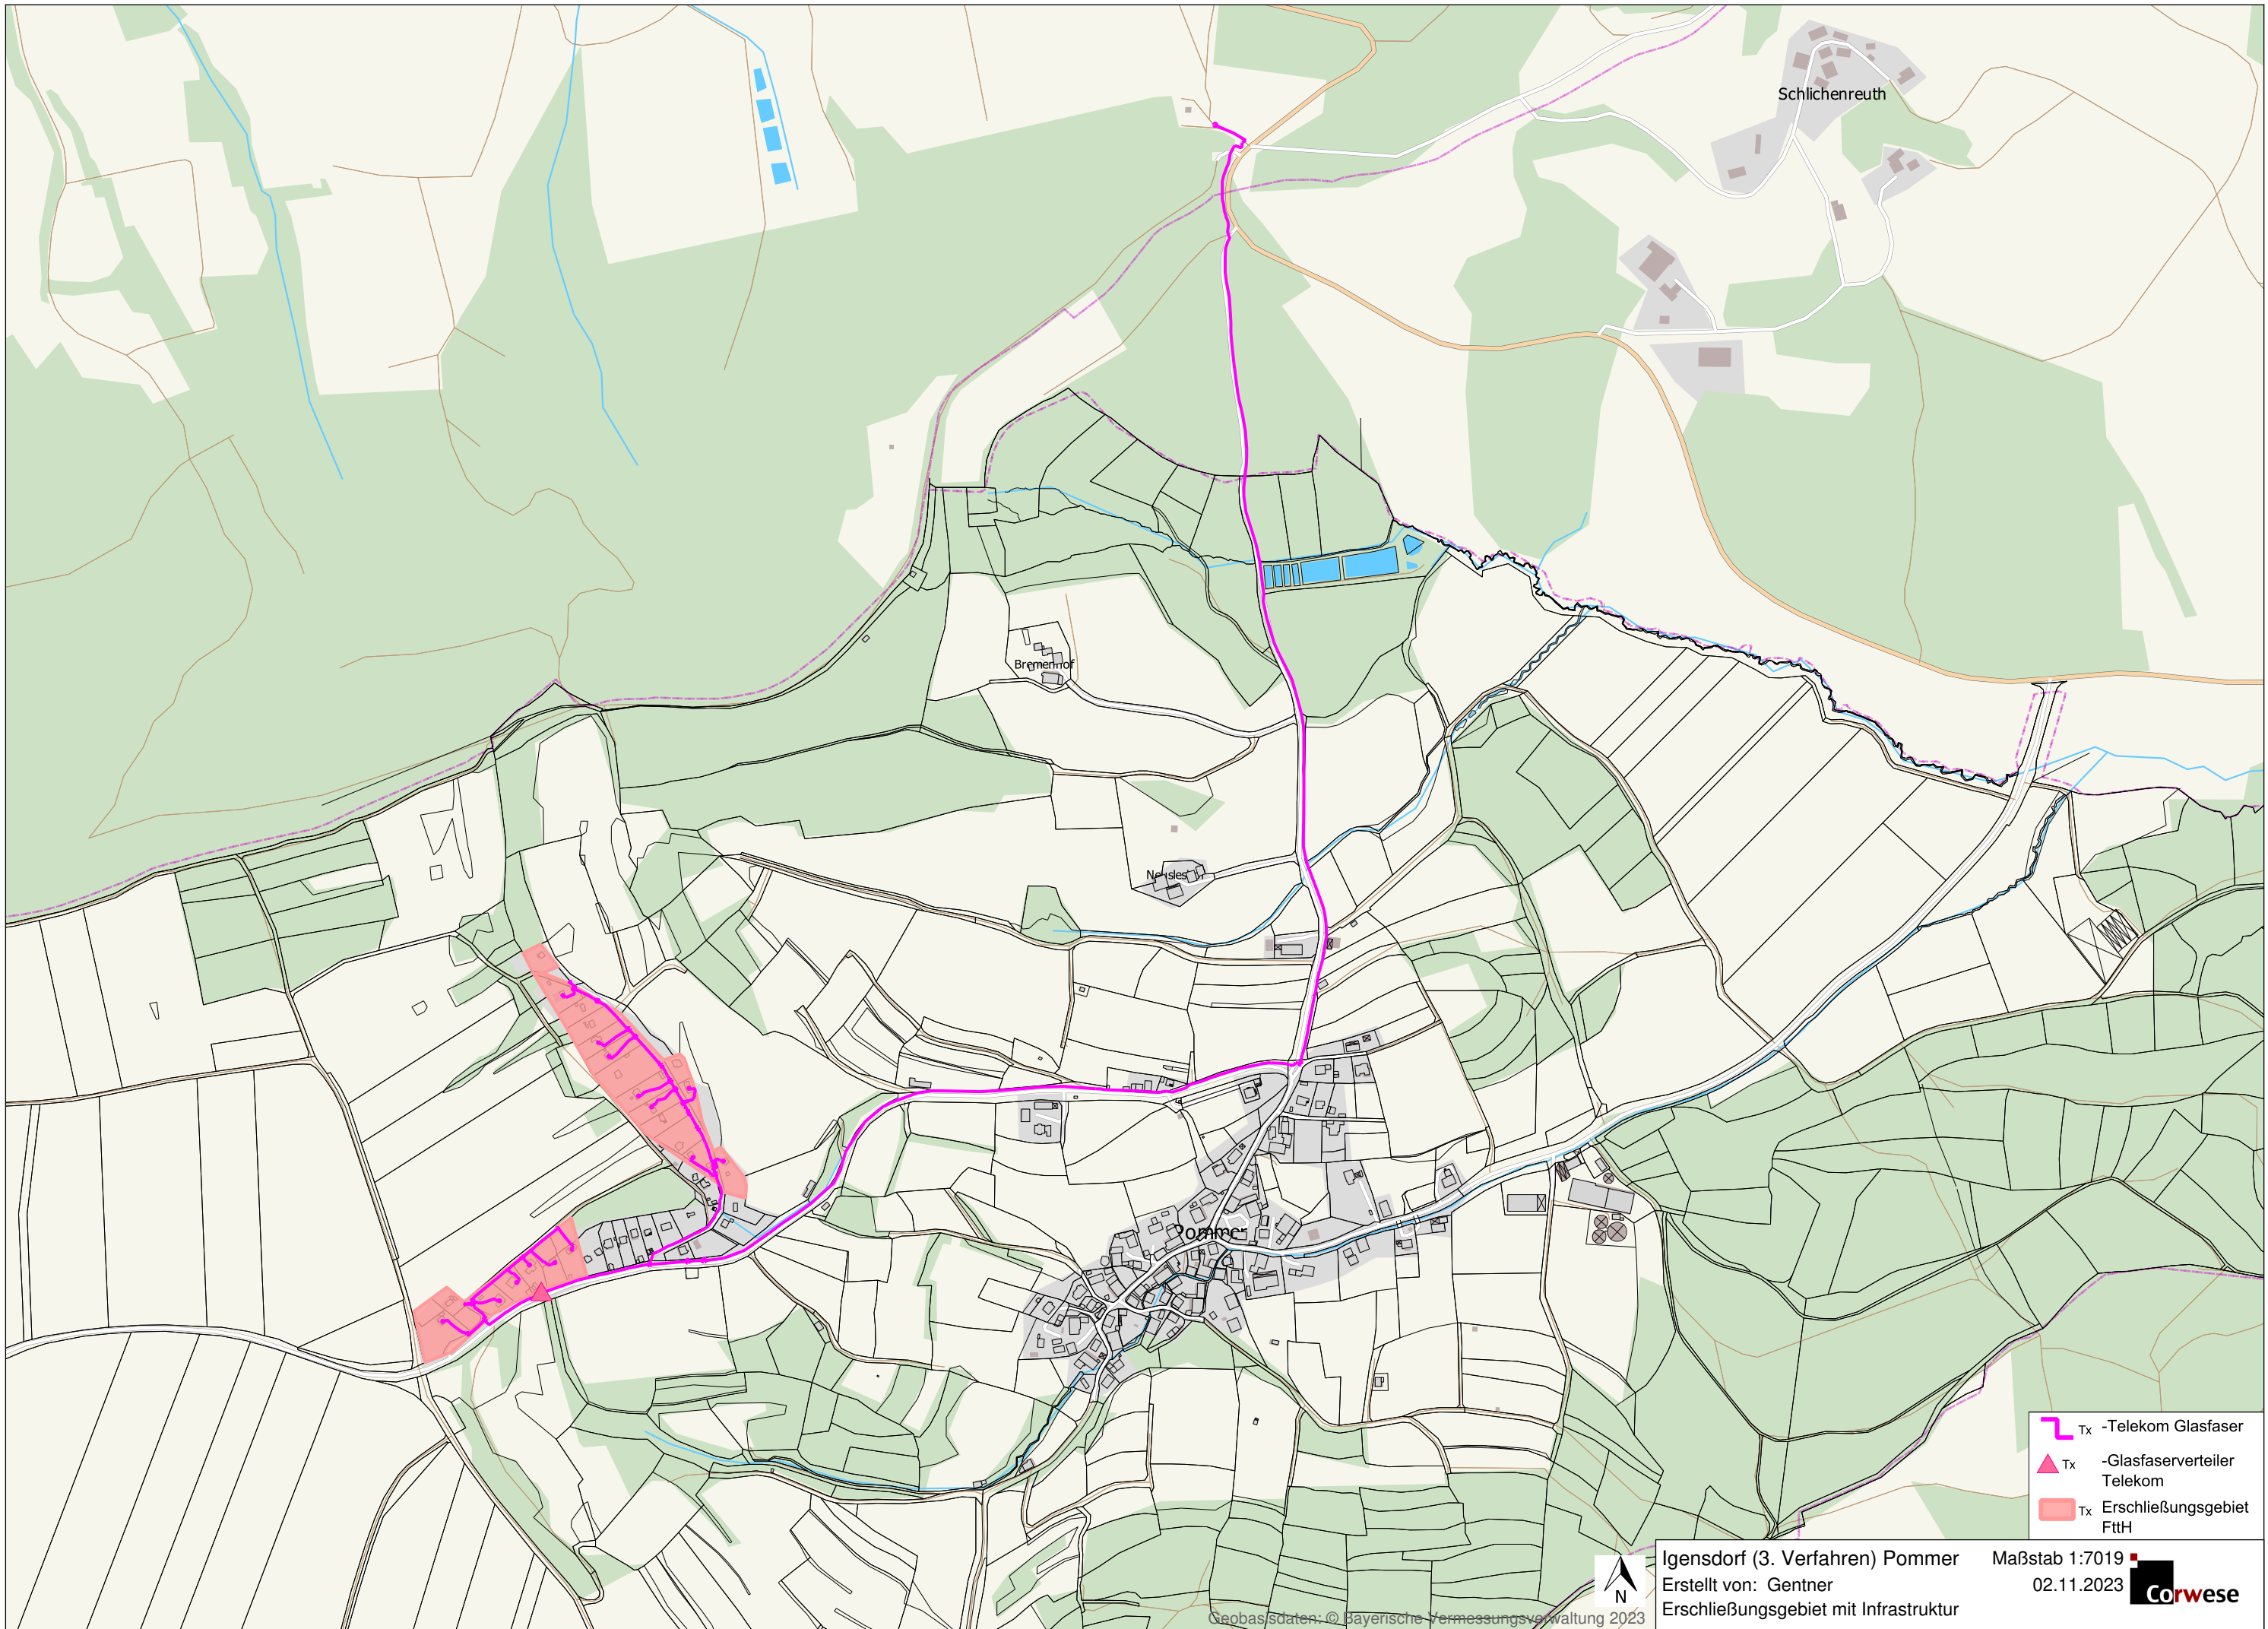 Schlichenreuth
Bremenhof
Pommer
Tx -Telekom Glasfaser
Tx -Glasfaserverteiler
Telekom
Tx Erschließungsgebiet
FttH
Igensdorf (3. Verfahren) Pommer Maßstab 1:7019
Erstellt von: Gentner 02.11.2023
Erschließungsgebiet mit Infrastruktur
Corwese
N
Geobasisdaten: © Bayerische Vermessungsverwaltung 2023